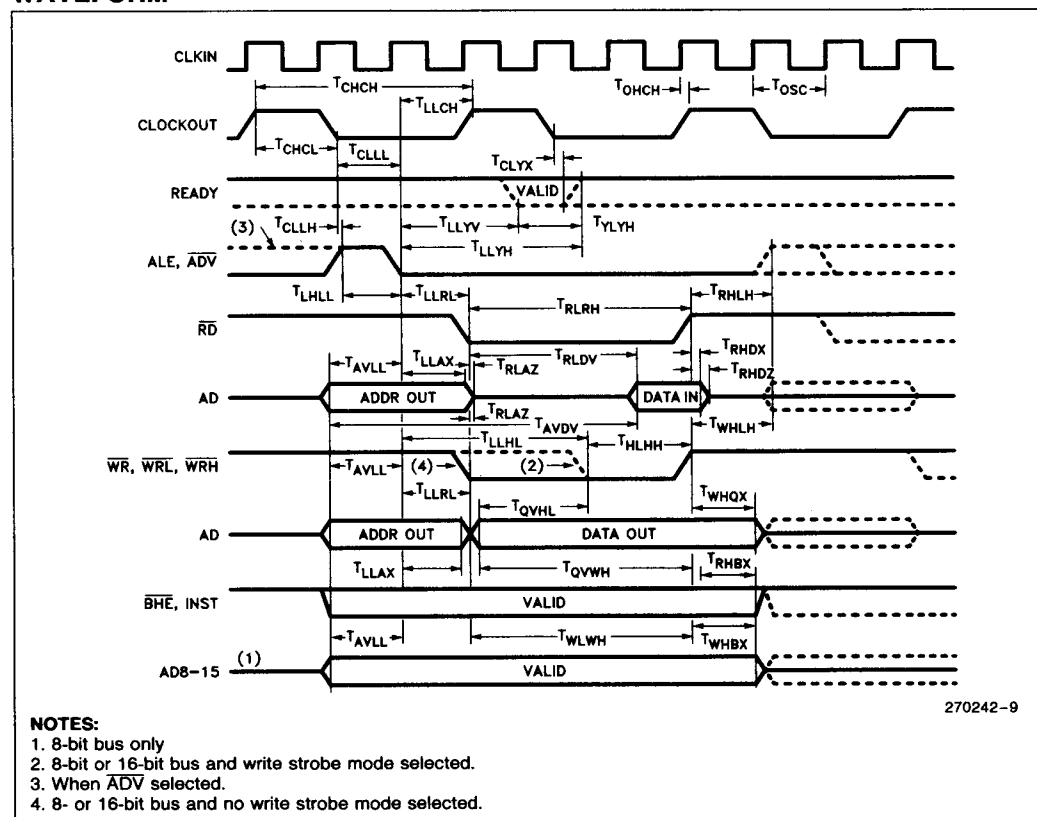 WAVEFORM
CLKIN
T_CHCH
T_LLCH
T_OHCH
T_OSC
CLOCKOUT
T_CHCL
T_CLLL
T_CLYX
READY
VALID
(3)
T_CLLH
T_LLYV
T_YLYH
T_LLYH
ALE, ADV
T_LHLL
T_LLRL
T_RLRH
T_RHLH
RD
T_AVLL
T_LLAX
T_RLAZ
T_RLDV
T_RHDX
T_RHDZ
AD
ADDR OUT
DATA IN
T_RLAZ
T_AVDV
T_WHLH
T_LLHL
T_HLHH
WR, WRL, WRH
T_AVLL
(4)
(2)
T_LLRL
T_QVHL
T_WHQX
AD
ADDR OUT
DATA OUT
T_LLAX
T_QVWH
T_RHBX
BHE, INST
VALID
T_AVLL
T_WLWH
T_WHBX
AD8-15
(1)
VALID
270242-9
NOTES:
1. 8-bit bus only
2. 8-bit or 16-bit bus and write strobe mode selected.
3. When ADV selected.
4. 8- or 16-bit bus and no write strobe mode selected.